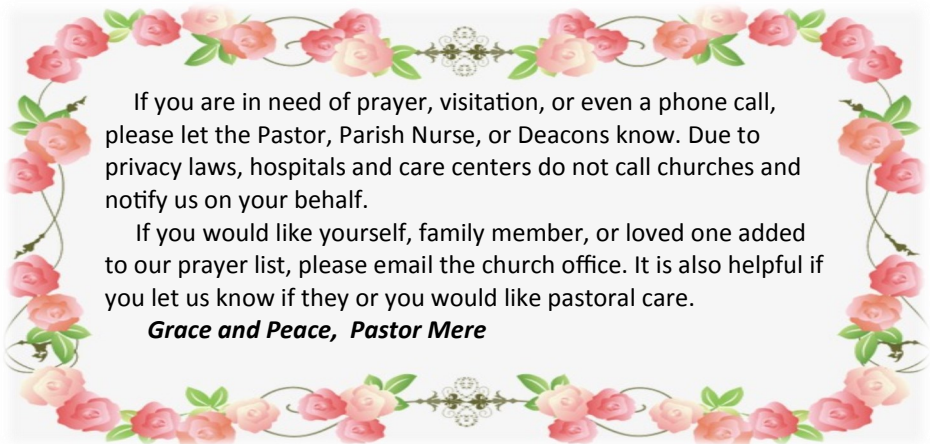 If you are in need of prayer, visitation, or even a phone call,
please let the Pastor, Parish Nurse, or Deacons know. Due to
privacy laws, hospitals and care centers do not call churches and
notify us on your behalf.
If you would like yourself, family member, or loved one added
to our prayer list, please email the church office. It is also helpful if
you let us know if they or you would like pastoral care.
Grace and Peace, Pastor Mere